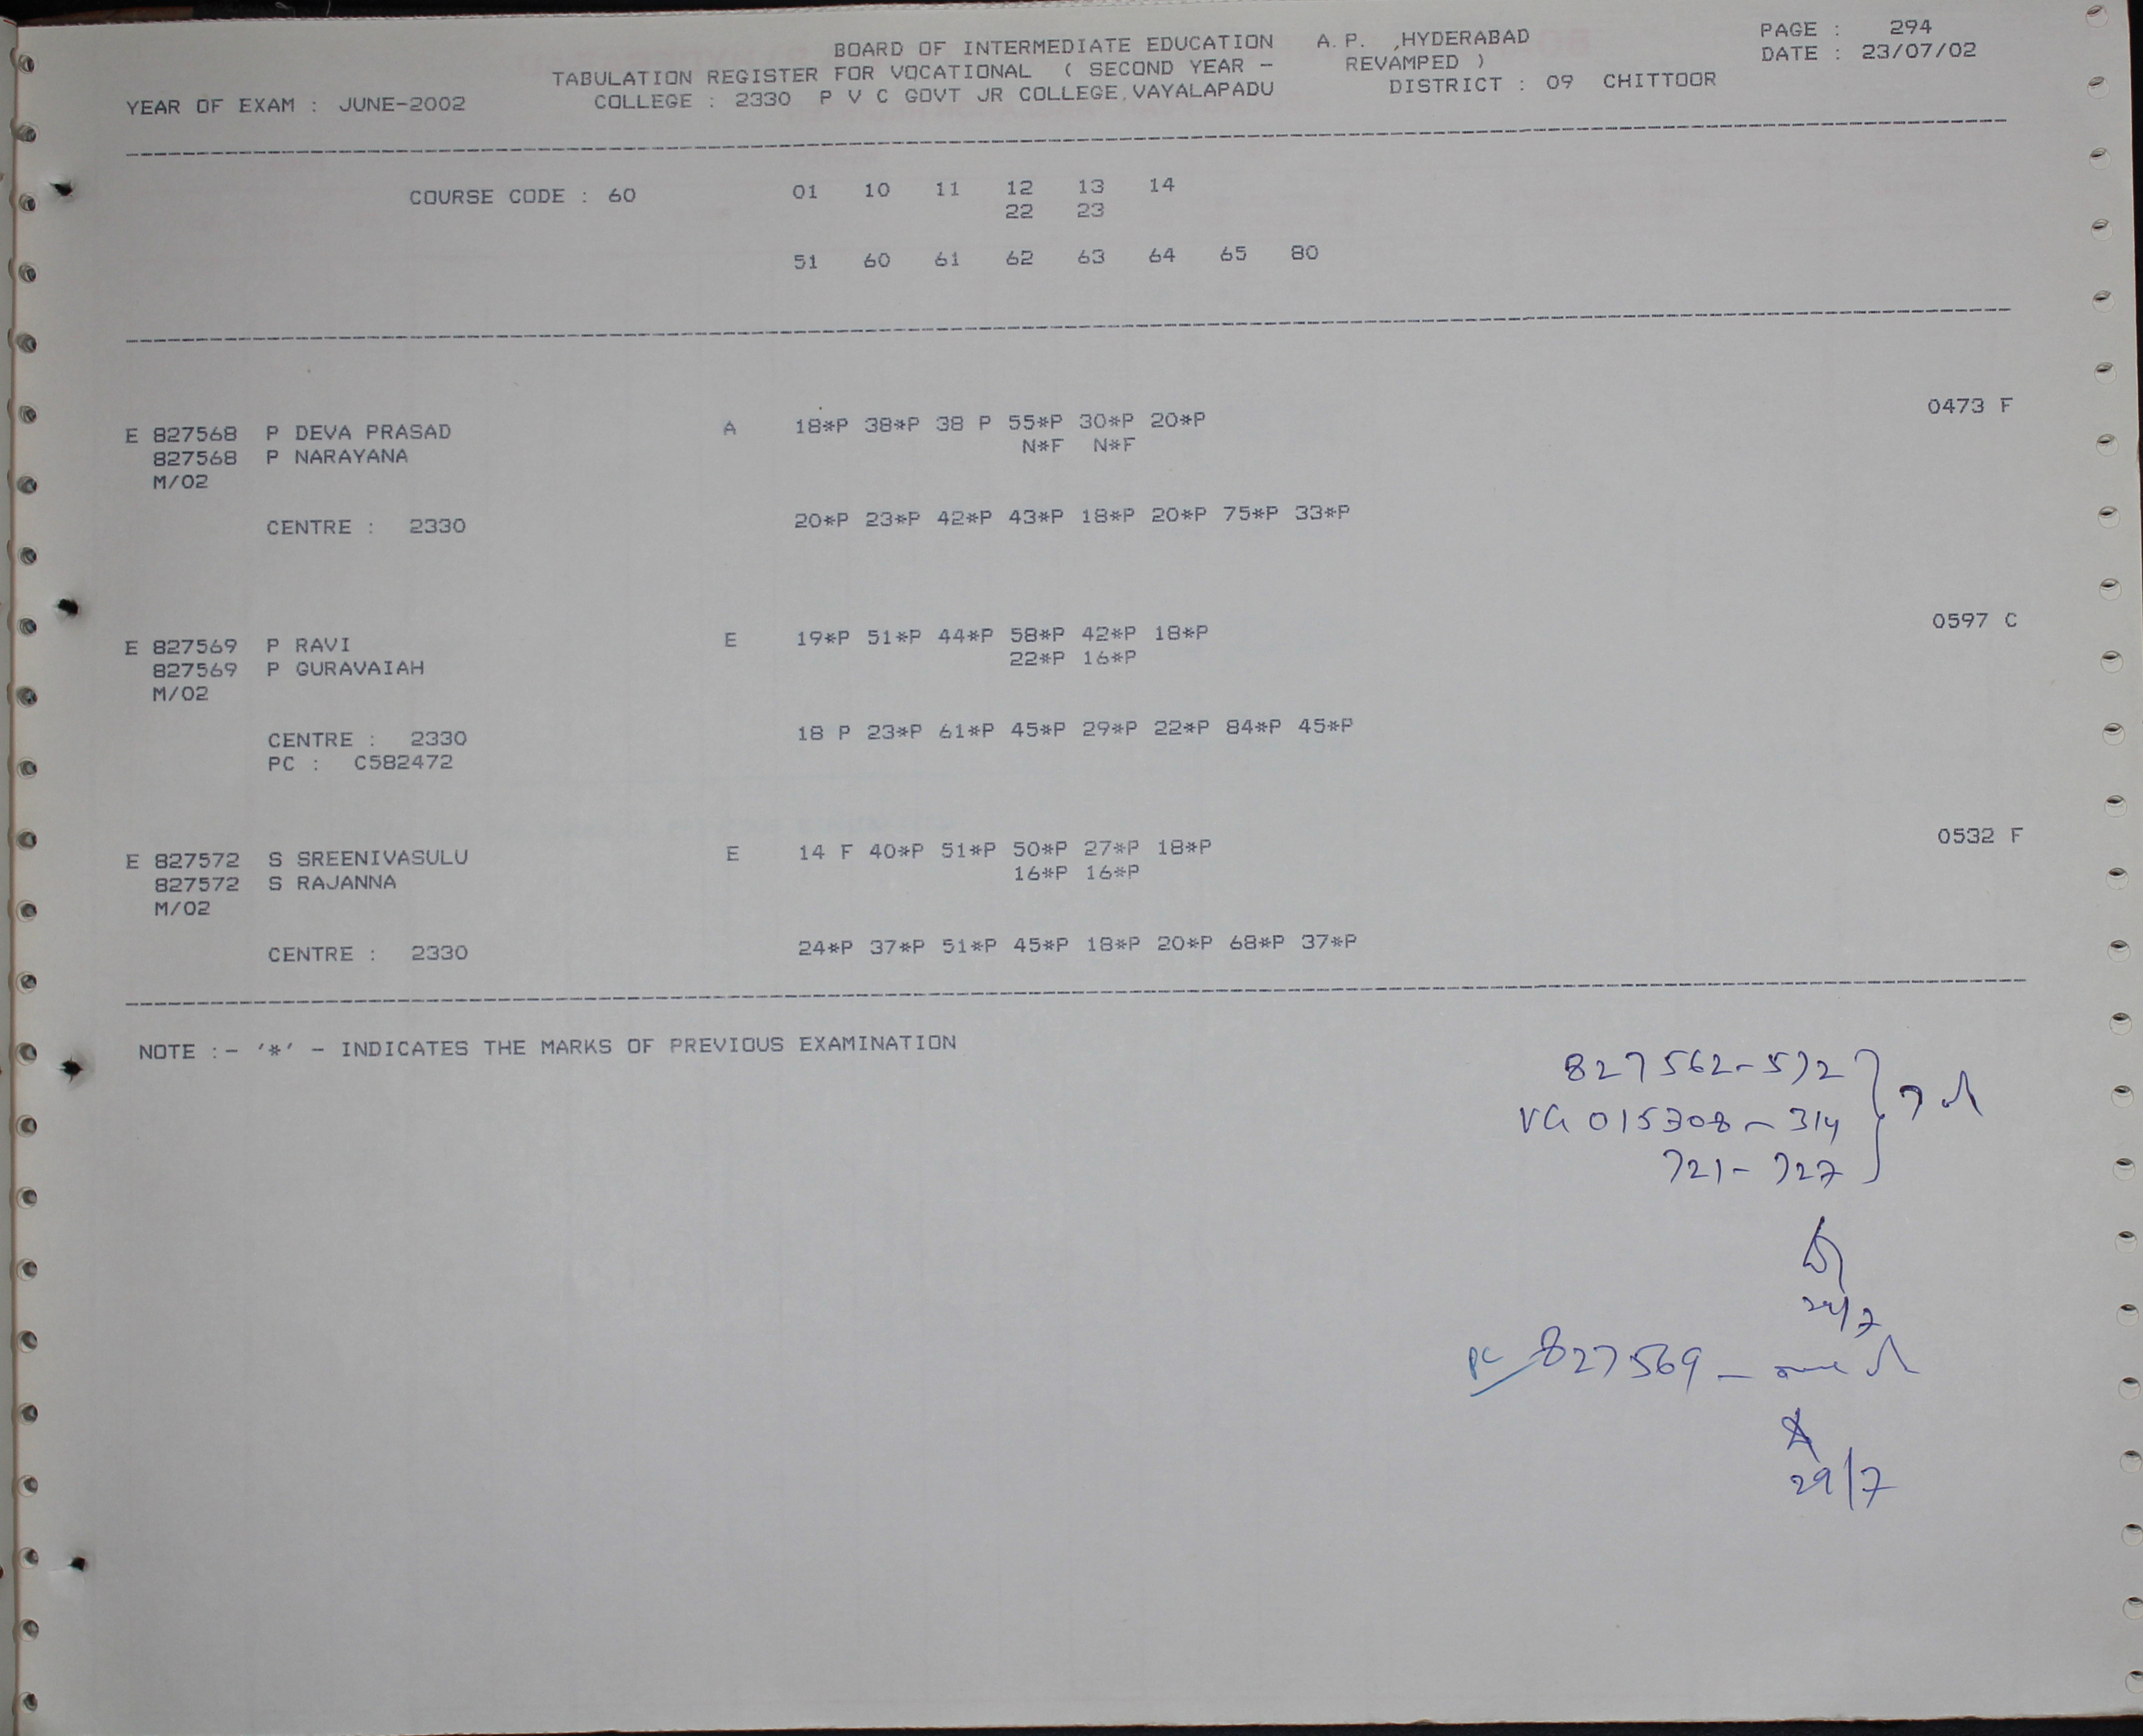 BOARD OF INTERMEDIATE EDUCATION A.P. ,HYDERABAD PAGE : 294
TABULATION REGISTER FOR VOCATIONAL ( SECOND YEAR - REVAMPED ) DATE : 23/07/02
YEAR OF EXAM : JUNE-2002 COLLEGE : 2330 P V C GOVT JR COLLEGE,VAYALAPADU DISTRICT : 09 CHITTOOR
COURSE CODE : 60 01 10 11 12 13 14
22 23
51 60 61 62 63 64 65 80
E 827568 P DEVA PRASAD A 18*P 38*P 38 P 55*P 30*P 20*P 0473 F
827568 P NARAYANA N*F N*F
M/02
CENTRE : 2330 20*P 23*P 42*P 43*P 18*P 20*P 75*P 33*P
E 827569 P RAVI E 19*P 51*P 44*P 58*P 42*P 18*P 0597 C
827569 P GURAVAIAH 22*P 16*P
M/02
CENTRE : 2330 18 P 23*P 61*P 45*P 29*P 22*P 84*P 45*P
PC : C582472
E 827572 S SREENIVASULU E 14 F 40*P 51*P 50*P 27*P 18*P 0532 F
827572 S RAJANNA 16*P 16*P
M/02
CENTRE : 2330 24*P 37*P 51*P 45*P 18*P 20*P 68*P 37*P
NOTE :- '*' - INDICATES THE MARKS OF PREVIOUS EXAMINATION
827562-572
VG 015308-314
721-727
PC 827569 -
29/7